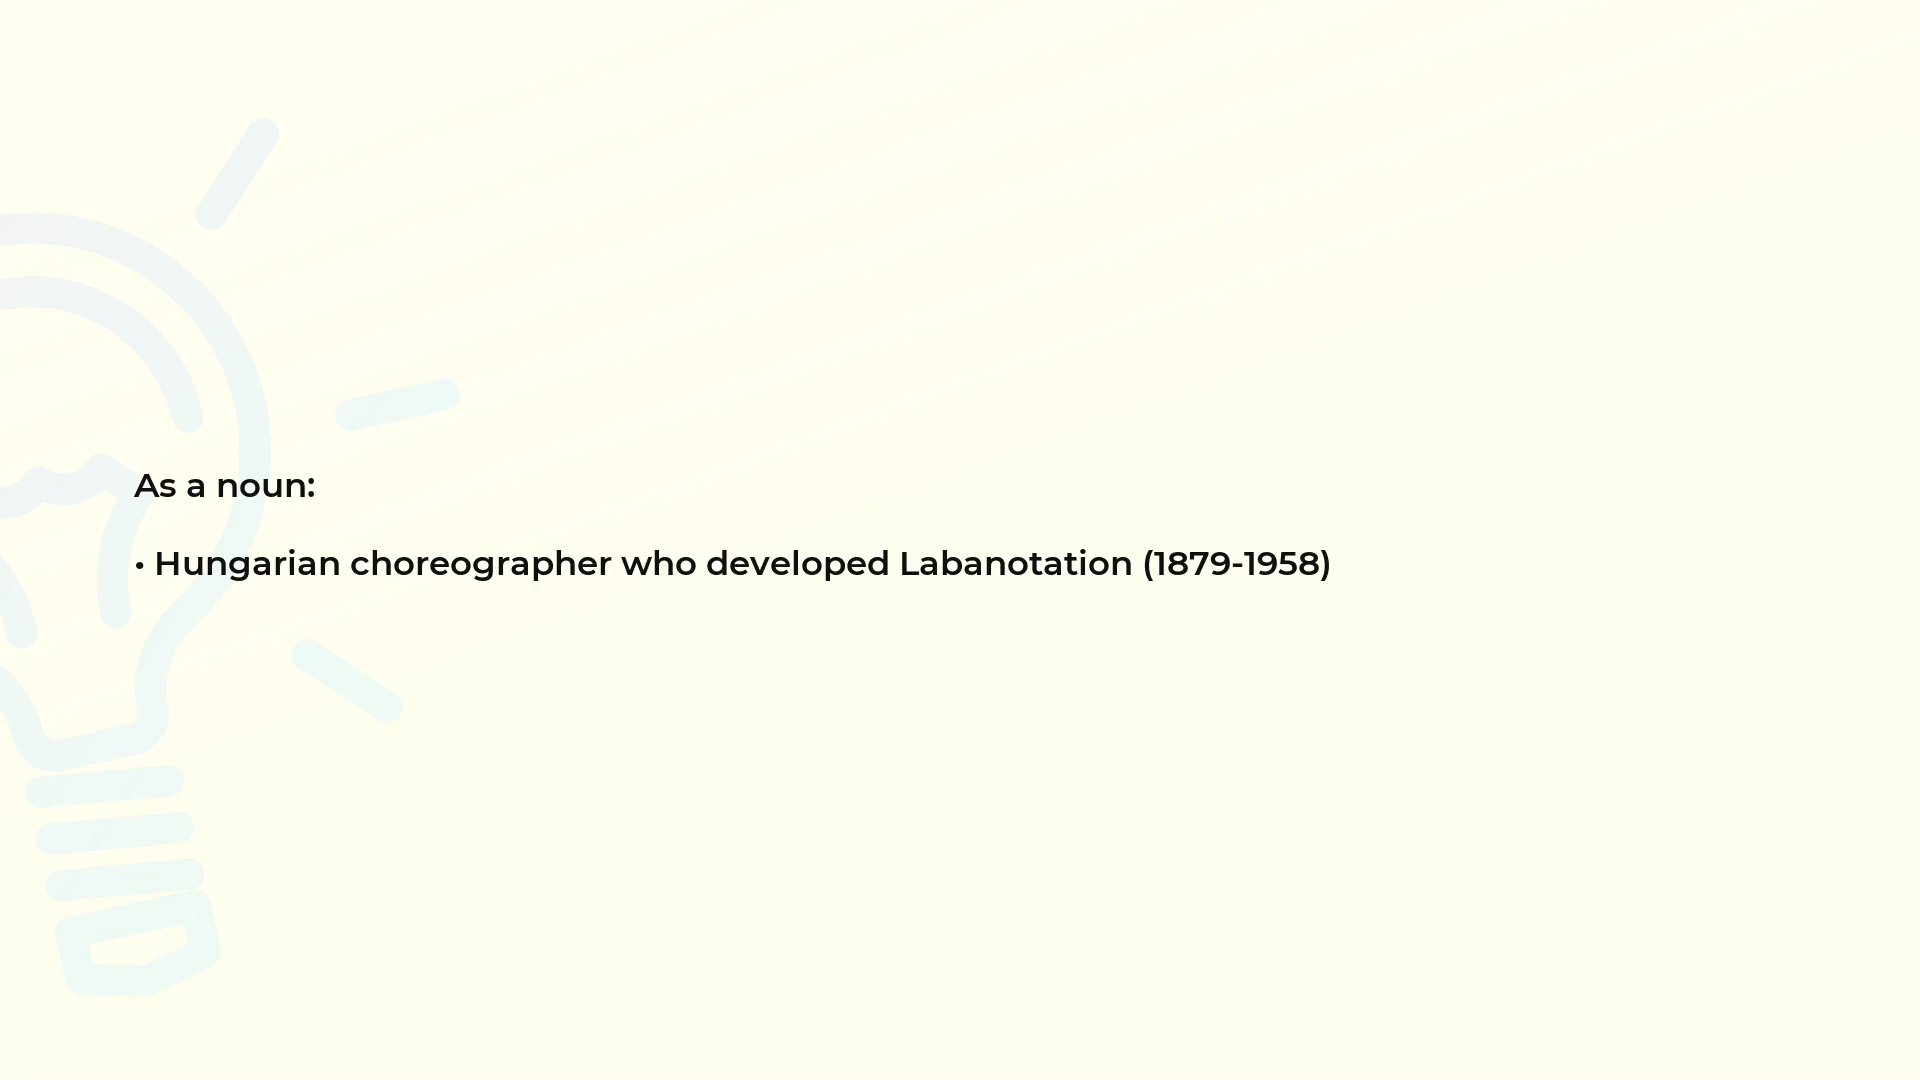 As a noun:
• Hungarian choreographer who developed Labanotation (1879-1958)